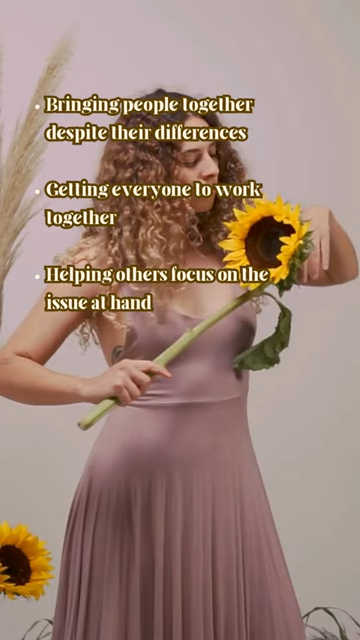 • Bringing people together
despite their differences
• Getting everyone to work
together
• Helping others focus on the
issue at hand